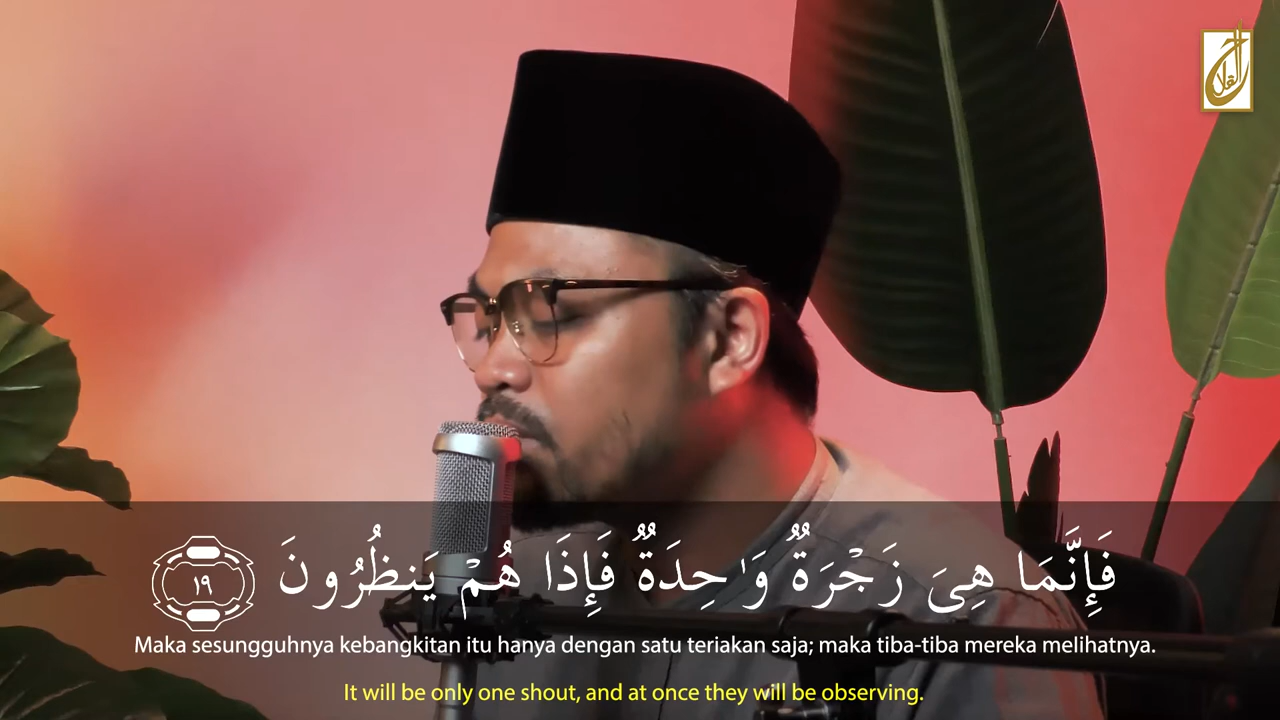 الفلاح
فَإِنَّمَا هِىَ زَجْرَةٌ وَٰحِدَةٌ فَإِذَا هُمْ يَنظُرُونَ ١٩
Maka sesungguhnya kebangkitan itu hanya dengan satu teriakan saja; maka tiba-tiba mereka melihatnya.
It will be only one shout, and at once they will be observing.